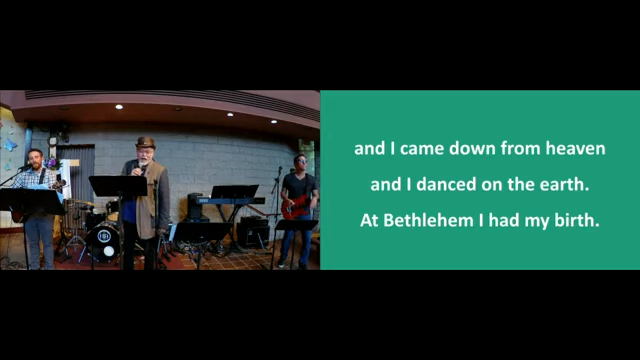 and I came down from heaven
and I danced on the earth.
At Bethlehem I had my birth.